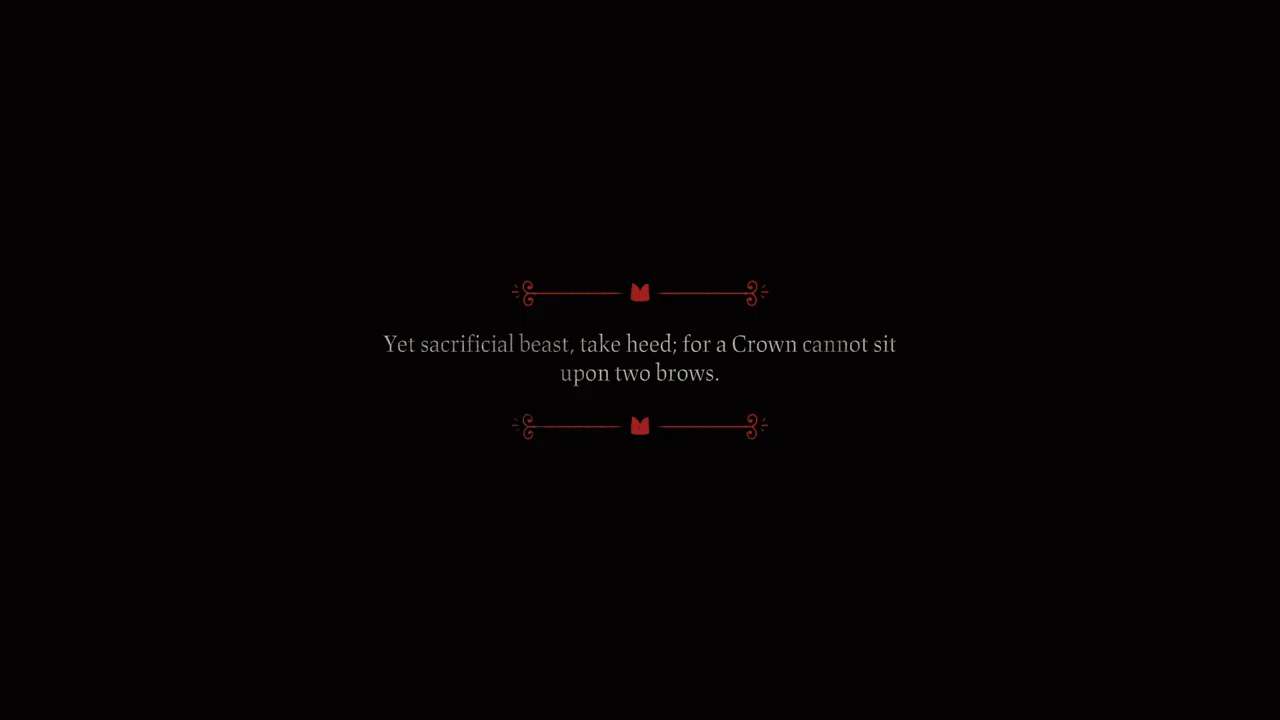 Yet sacrificial beast, take heed; for a Crown cannot sit
upon two brows.